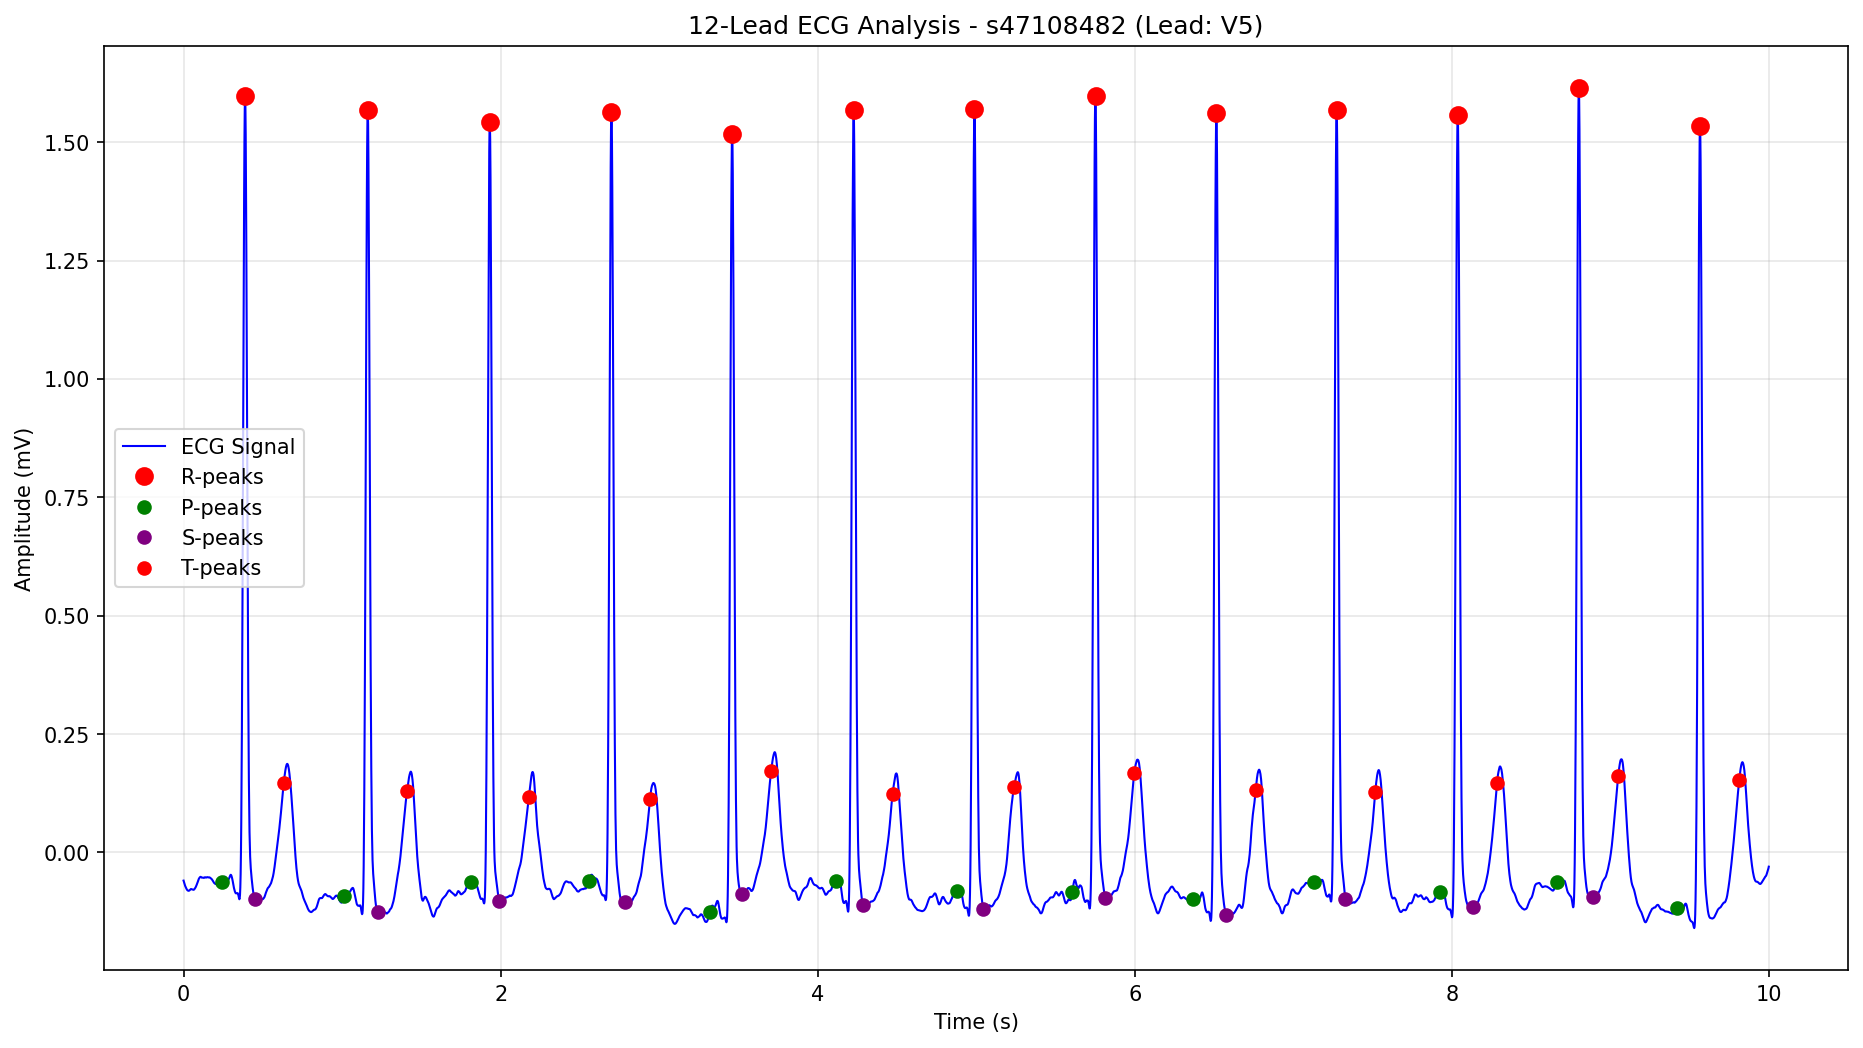 12-Lead ECG Analysis - s47108482 (Lead: V5)
Amplitude (mV)
1.50
1.25
1.00
0.75
0.50
0.25
0.00
ECG Signal
R-peaks
P-peaks
S-peaks
T-peaks
0 2 4 6 8 10
Time (s)